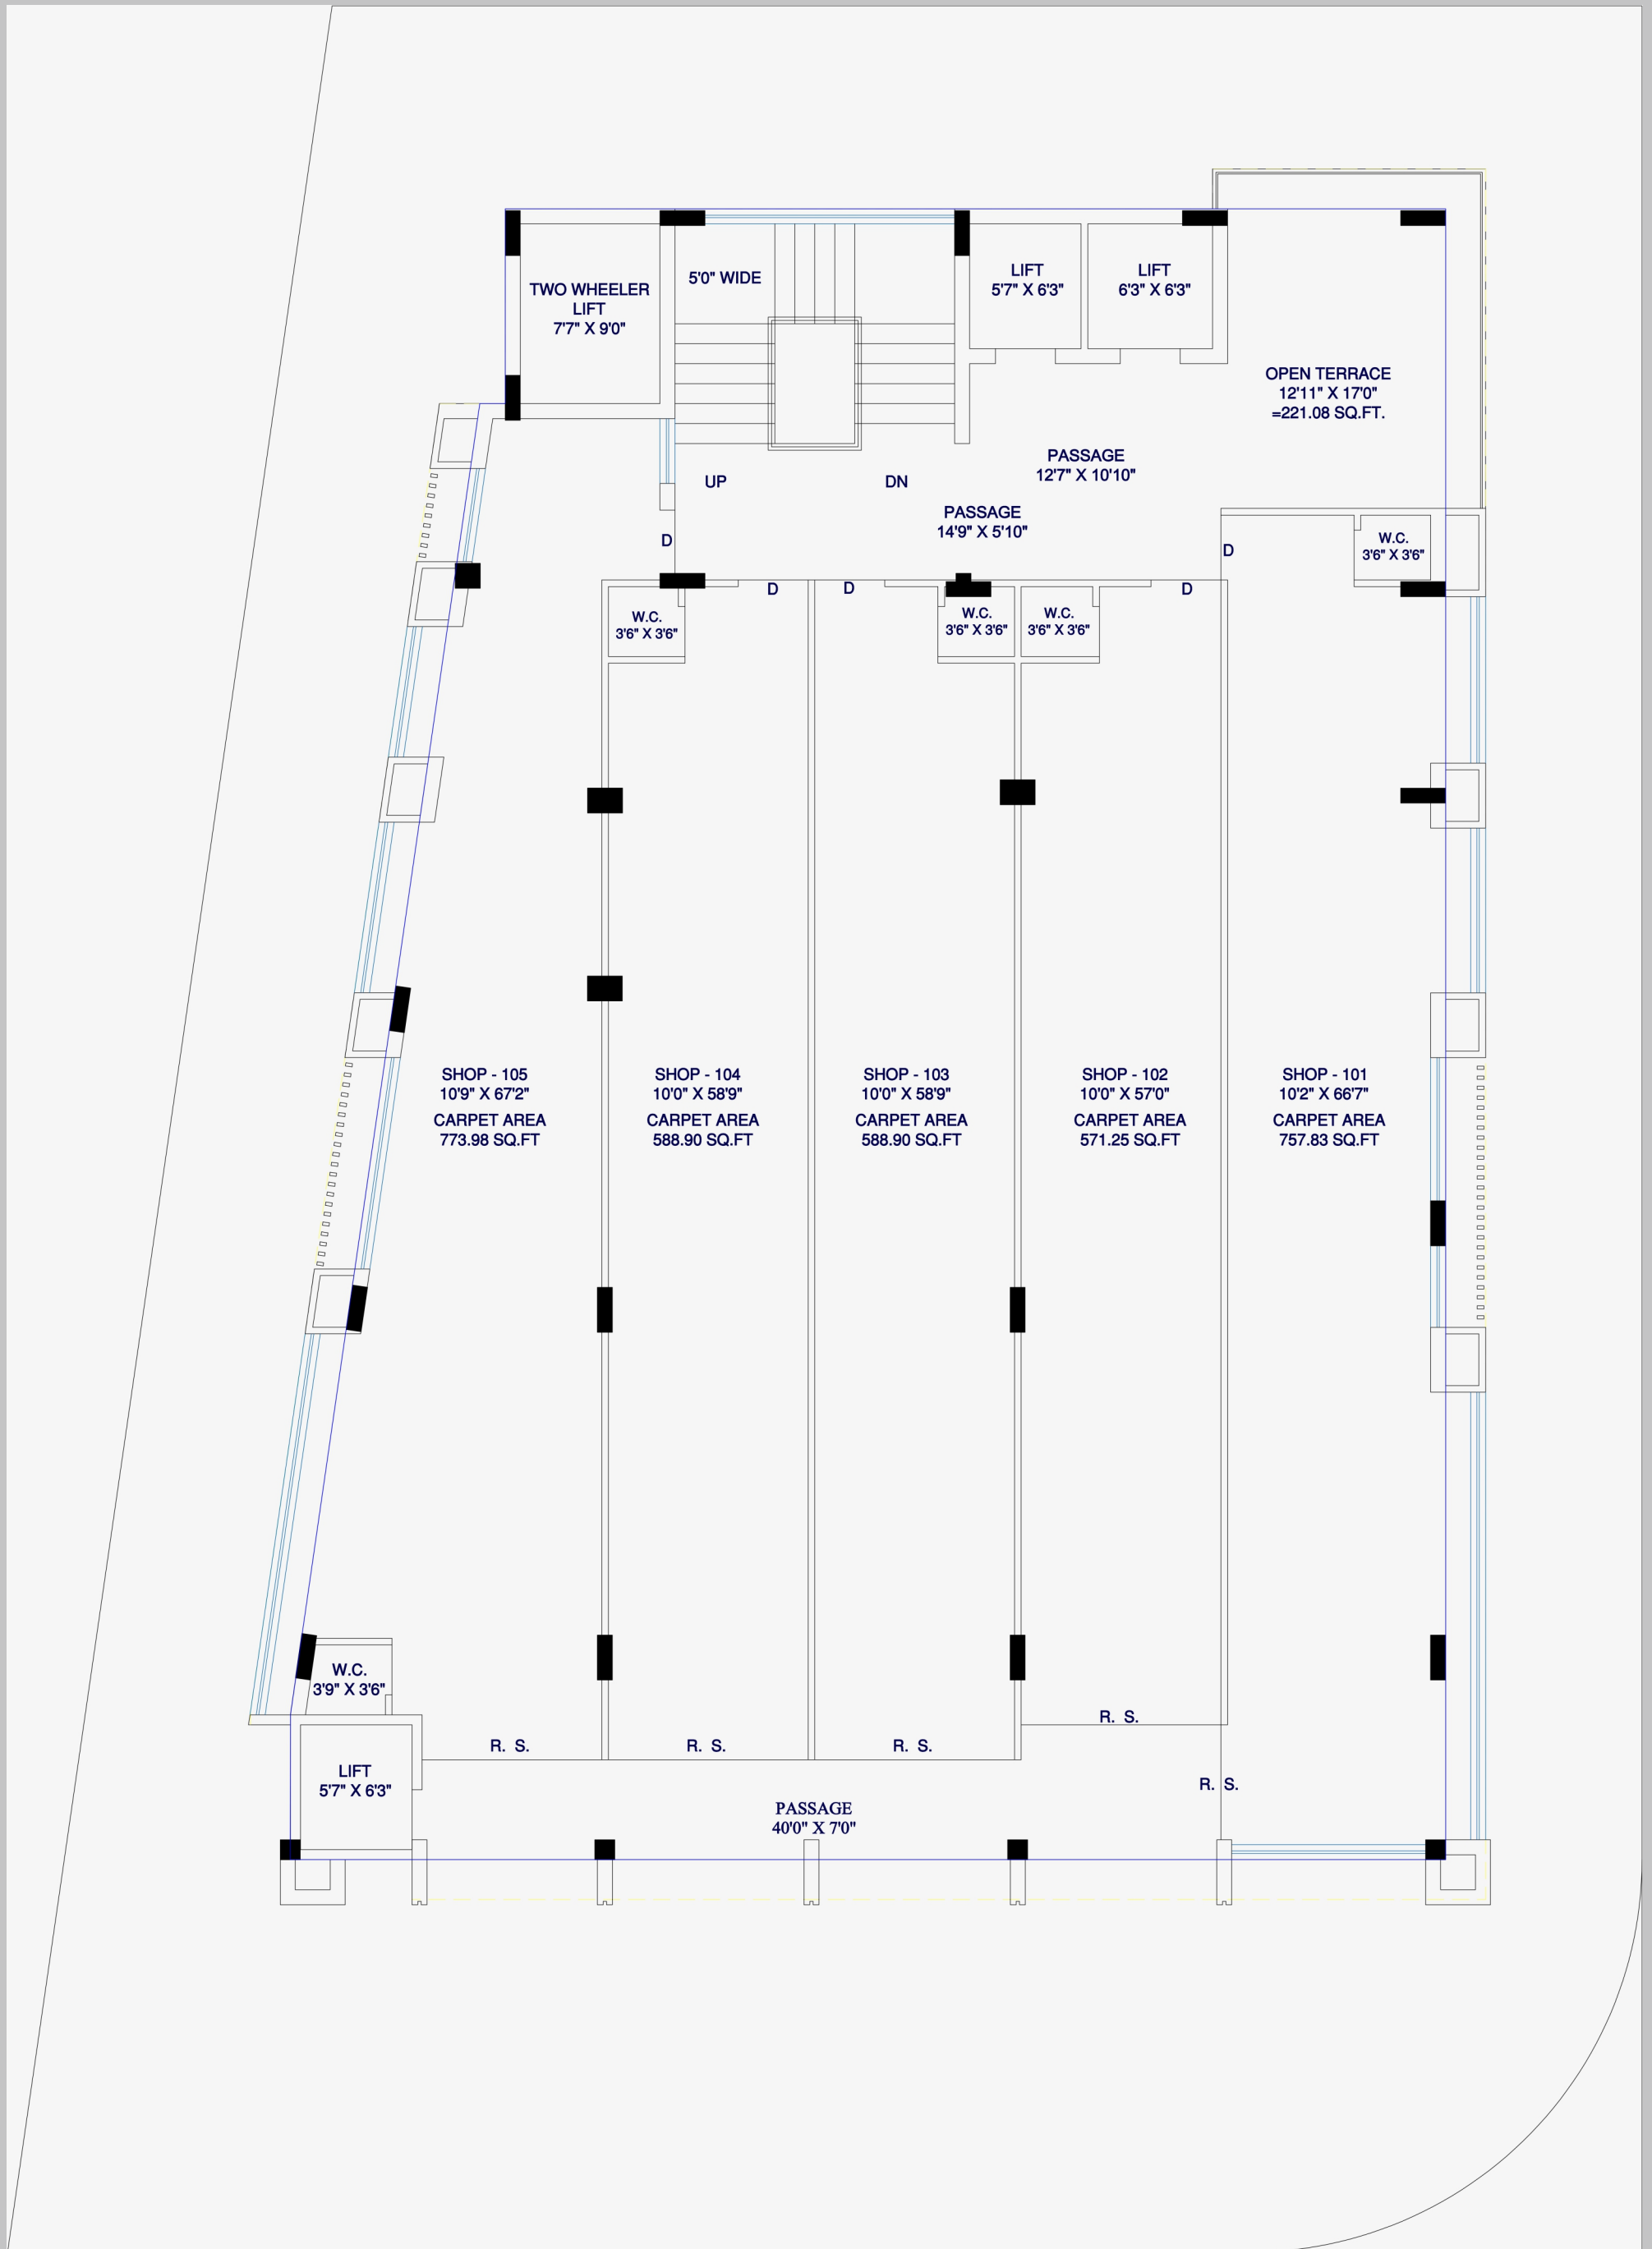 5'0" WIDE
TWO WHEELER
LIFT
7'7" X 9'0"
LIFT
5'7" X 6'3"
LIFT
6'3" X 6'3"
OPEN TERRACE
12'11" X 17'0"
=221.08 SQ.FT.
PASSAGE
12'7" X 10'10"
UP
DN
PASSAGE
14'9" X 5'10"
D
D
W.C.
3'6" X 3'6"
D
D
D
W.C.
3'6" X 3'6"
W.C.
3'6" X 3'6"
W.C.
3'6" X 3'6"
SHOP - 105
10'9" X 67'2"
CARPET AREA
773.98 SQ.FT
SHOP - 104
10'0" X 58'9"
CARPET AREA
588.90 SQ.FT
SHOP - 103
10'0" X 58'9"
CARPET AREA
588.90 SQ.FT
SHOP - 102
10'0" X 57'0"
CARPET AREA
571.25 SQ.FT
SHOP - 101
10'2" X 66'7"
CARPET AREA
757.83 SQ.FT
W.C.
3'9" X 3'6"
R. S.
R. S.
R. S.
R. S.
LIFT
5'7" X 6'3"
R. S.
PASSAGE
40'0" X 7'0"